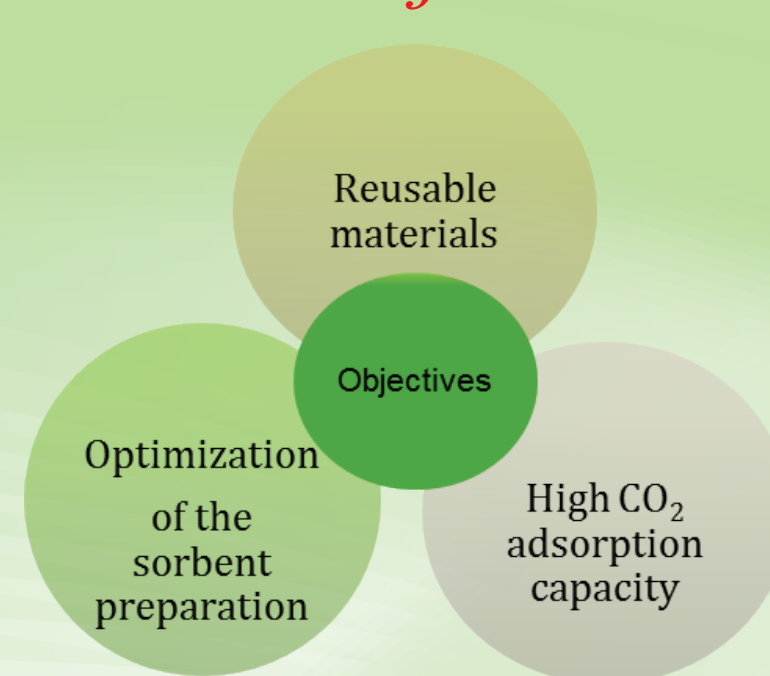 Reusable
materials
Objectives
Optimization
of the
sorbent
preparation
High CO₂
adsorption
capacity